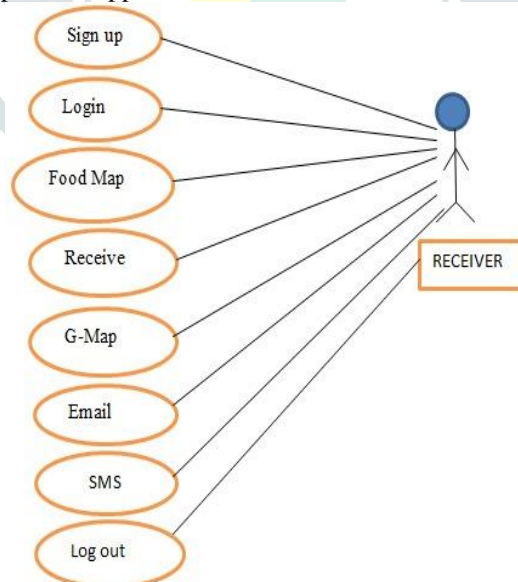 Sign up
Login
Food Map
Receive
RECEIVER
G-Map
Email
SMS
Log out